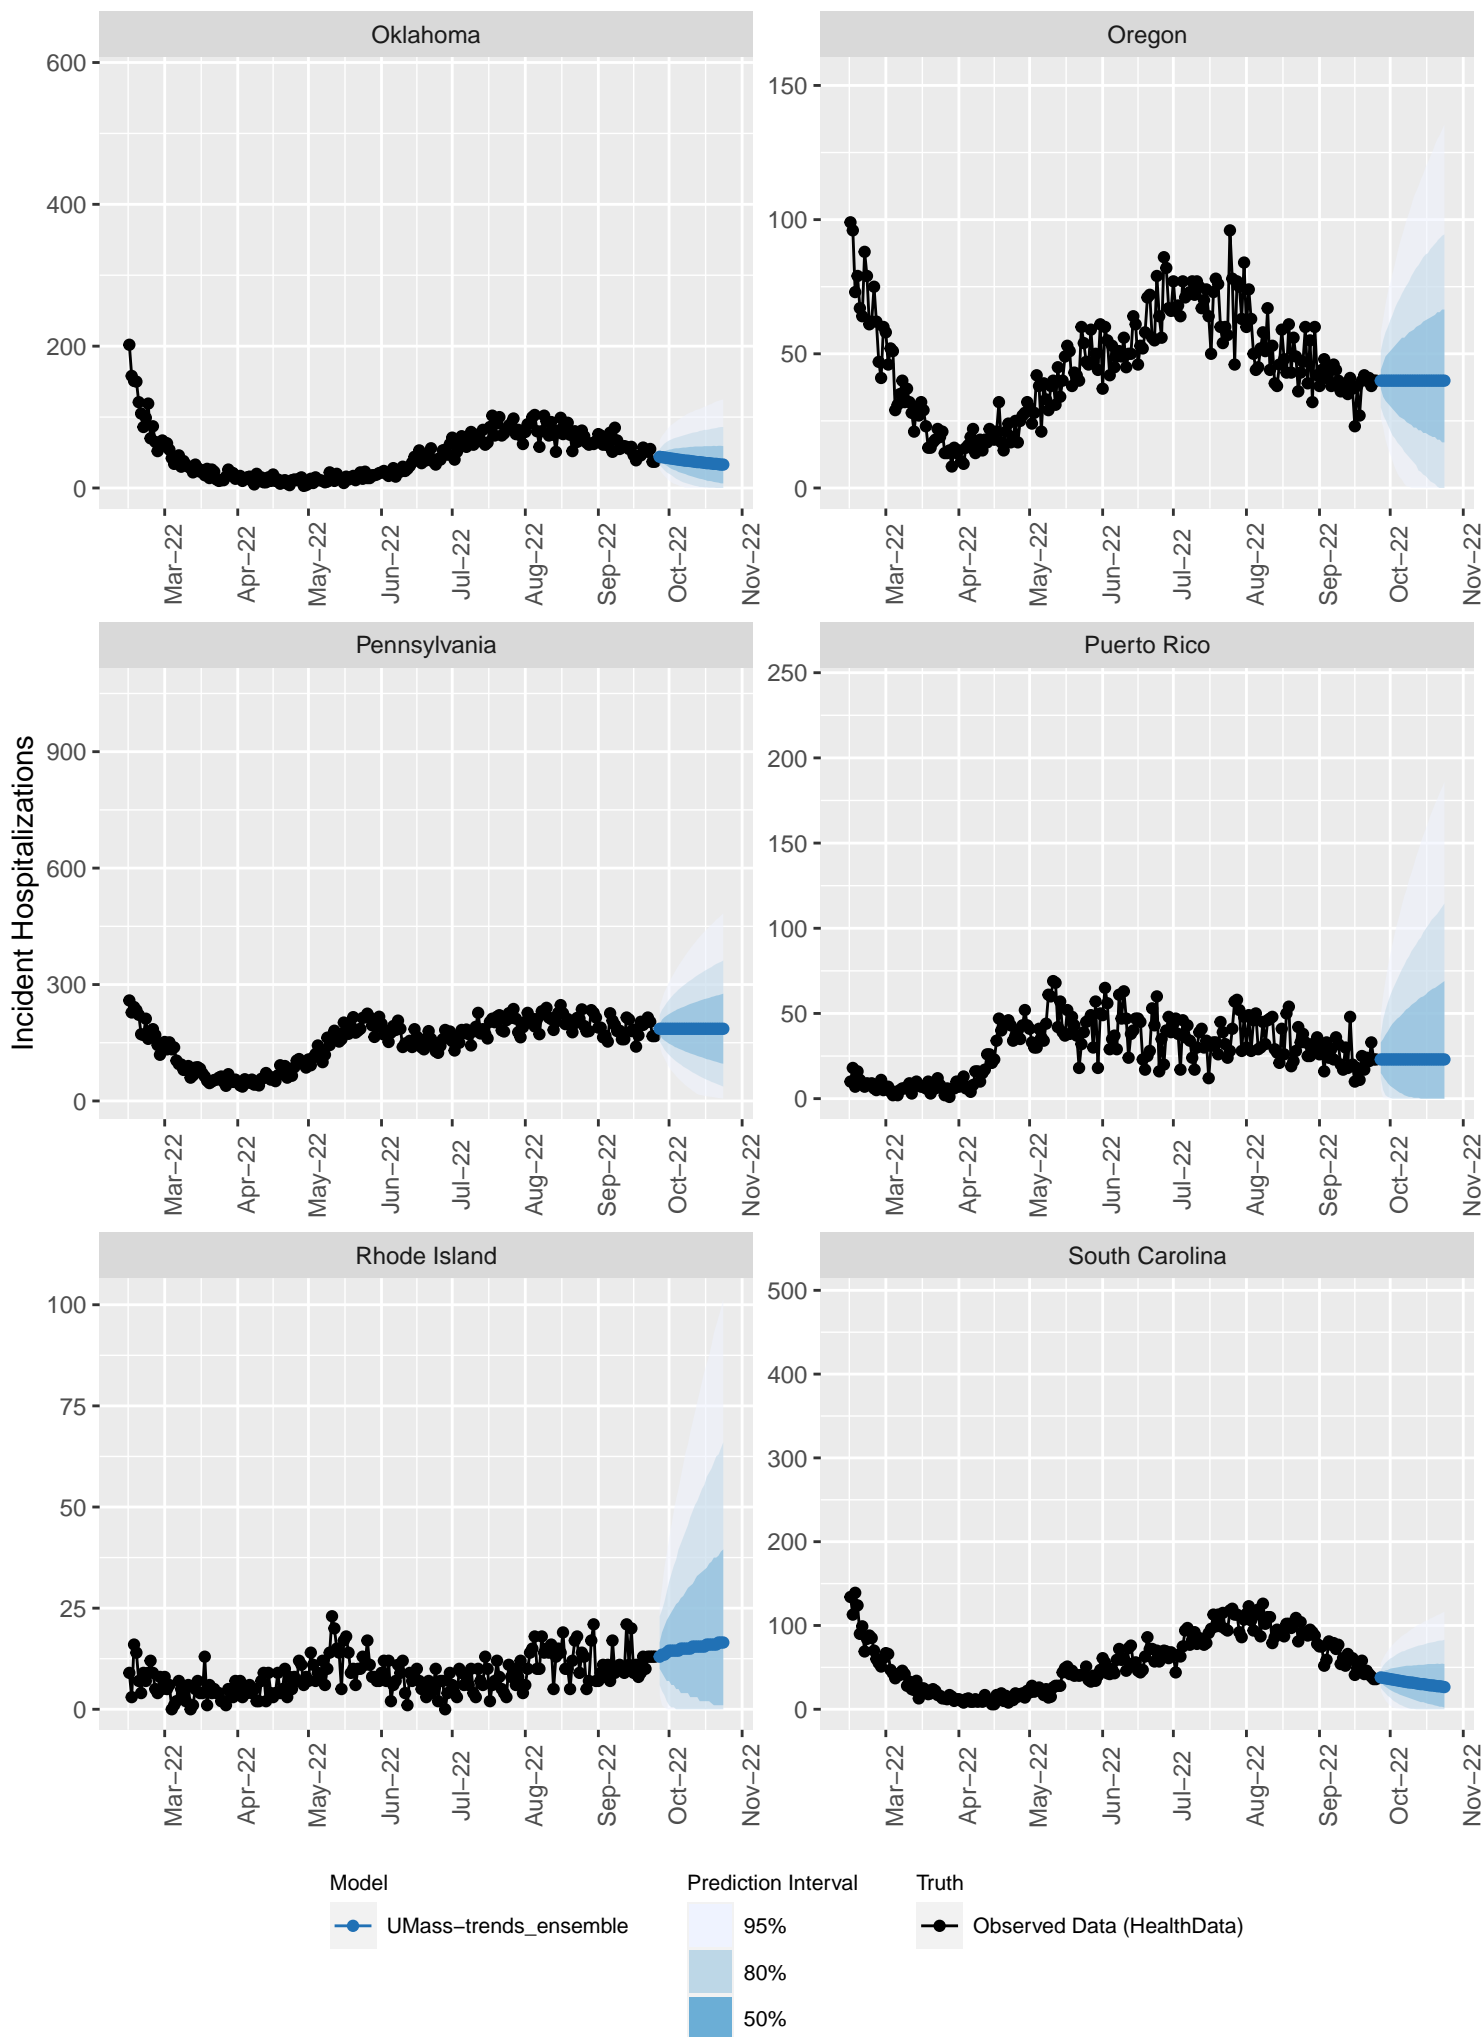 Oklahoma
Oregon
600
400
200
0
150
100
50
0
Mar−22
Apr−22
May−22
Jun−22
Jul−22
Aug−22
Sep−22
Oct−22
Nov−22
Mar−22
Apr−22
May−22
Jun−22
Jul−22
Aug−22
Sep−22
Oct−22
Nov−22
Incident Hospitalizations
Pennsylvania
Puerto Rico
900
600
300
0
250
200
150
100
50
0
Mar−22
Apr−22
May−22
Jun−22
Jul−22
Aug−22
Sep−22
Oct−22
Nov−22
Mar−22
Apr−22
May−22
Jun−22
Jul−22
Aug−22
Sep−22
Oct−22
Nov−22
Rhode Island
South Carolina
100
75
50
25
0
500
400
300
200
100
0
Mar−22
Apr−22
May−22
Jun−22
Jul−22
Aug−22
Sep−22
Oct−22
Nov−22
Mar−22
Apr−22
May−22
Jun−22
Jul−22
Aug−22
Sep−22
Oct−22
Nov−22
Model
UMass−trends_ensemble
Prediction Interval
95%
80%
50%
Truth
Observed Data (HealthData)